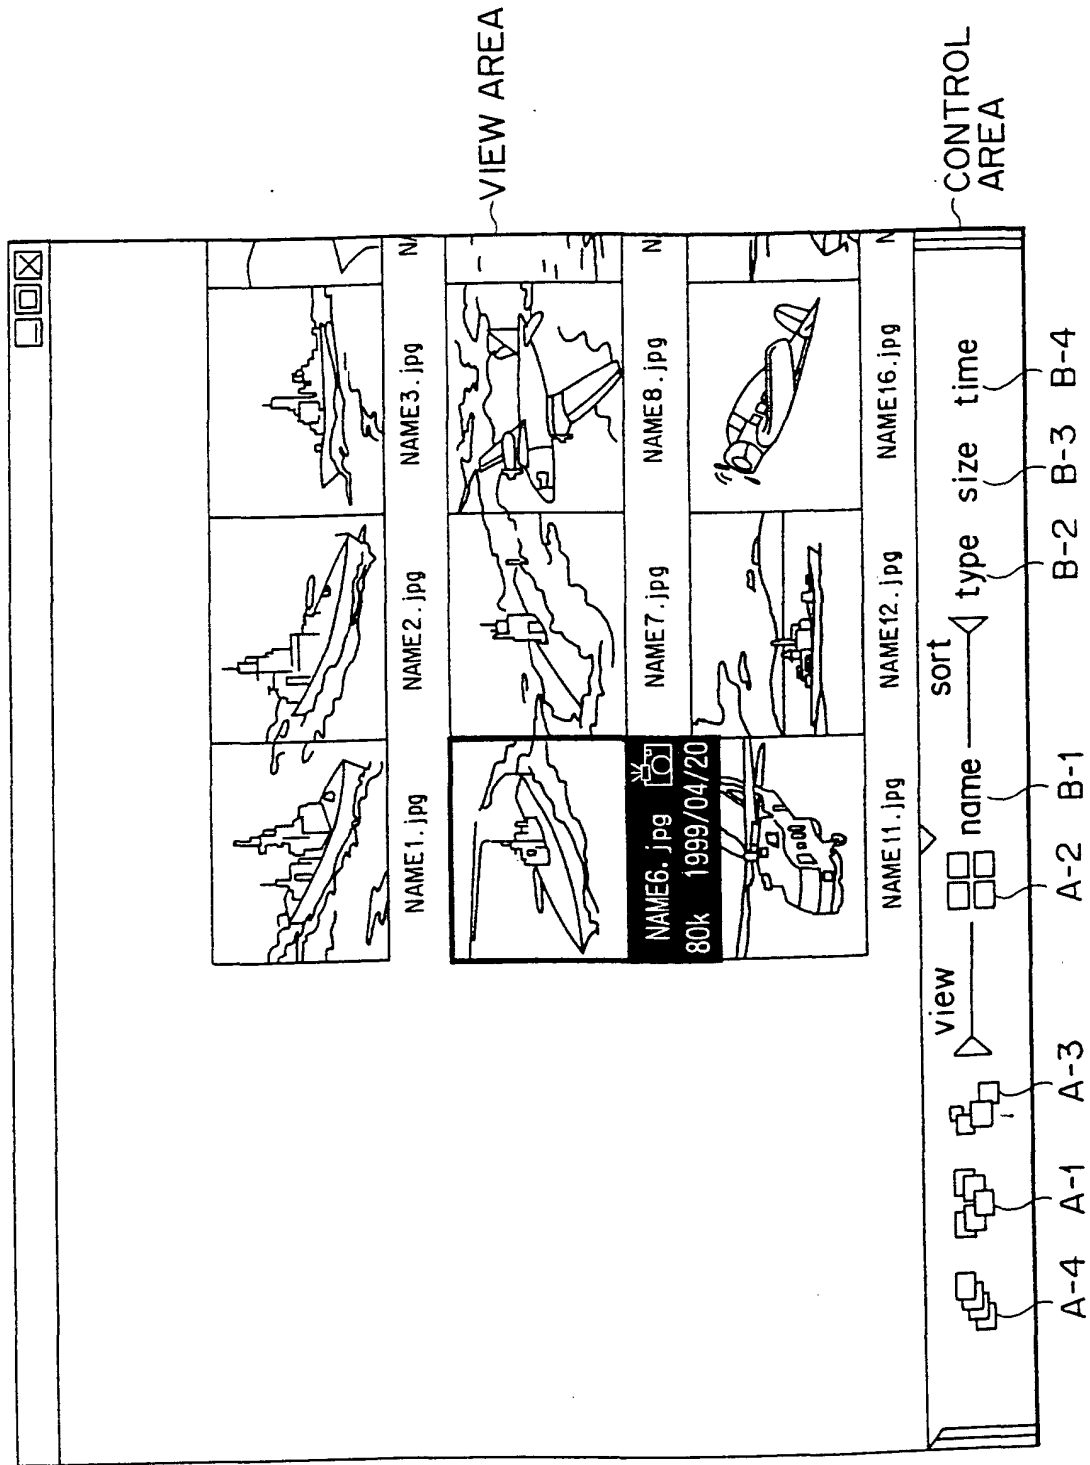 NAME1.jpg NAME2.jpg NAME3.jpg NA
VIEW AREA
NAME6.jpg
80k 1999/04/20
NAME7.jpg NAME8.jpg N
NAME11.jpg NAME12.jpg NAME16.jpg N
view sort
name type size time
CONTROL
AREA
A-4 A-1 A-3 A-2 B-1 B-2 B-3 B-4